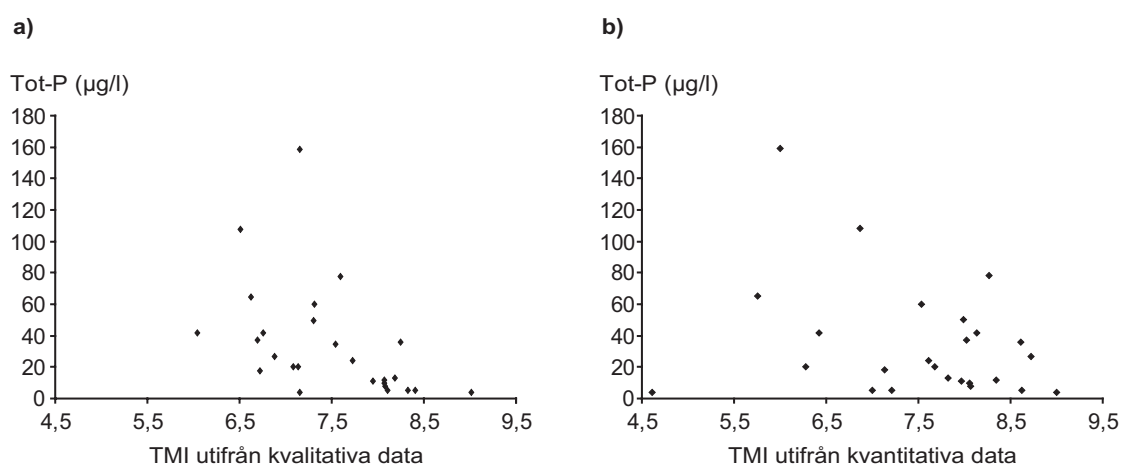 a)
Tot-P (µg/l)
180
160
140
120
100
80
60
40
20
0
4,5 5,5 6,5 7,5 8,5 9,5
TMI utifrån kvalitativa data
b)
Tot-P (µg/l)
180
160
140
120
100
80
60
40
20
0
4,5 5,5 6,5 7,5 8,5 9,5
TMI utifrån kvantitativa data